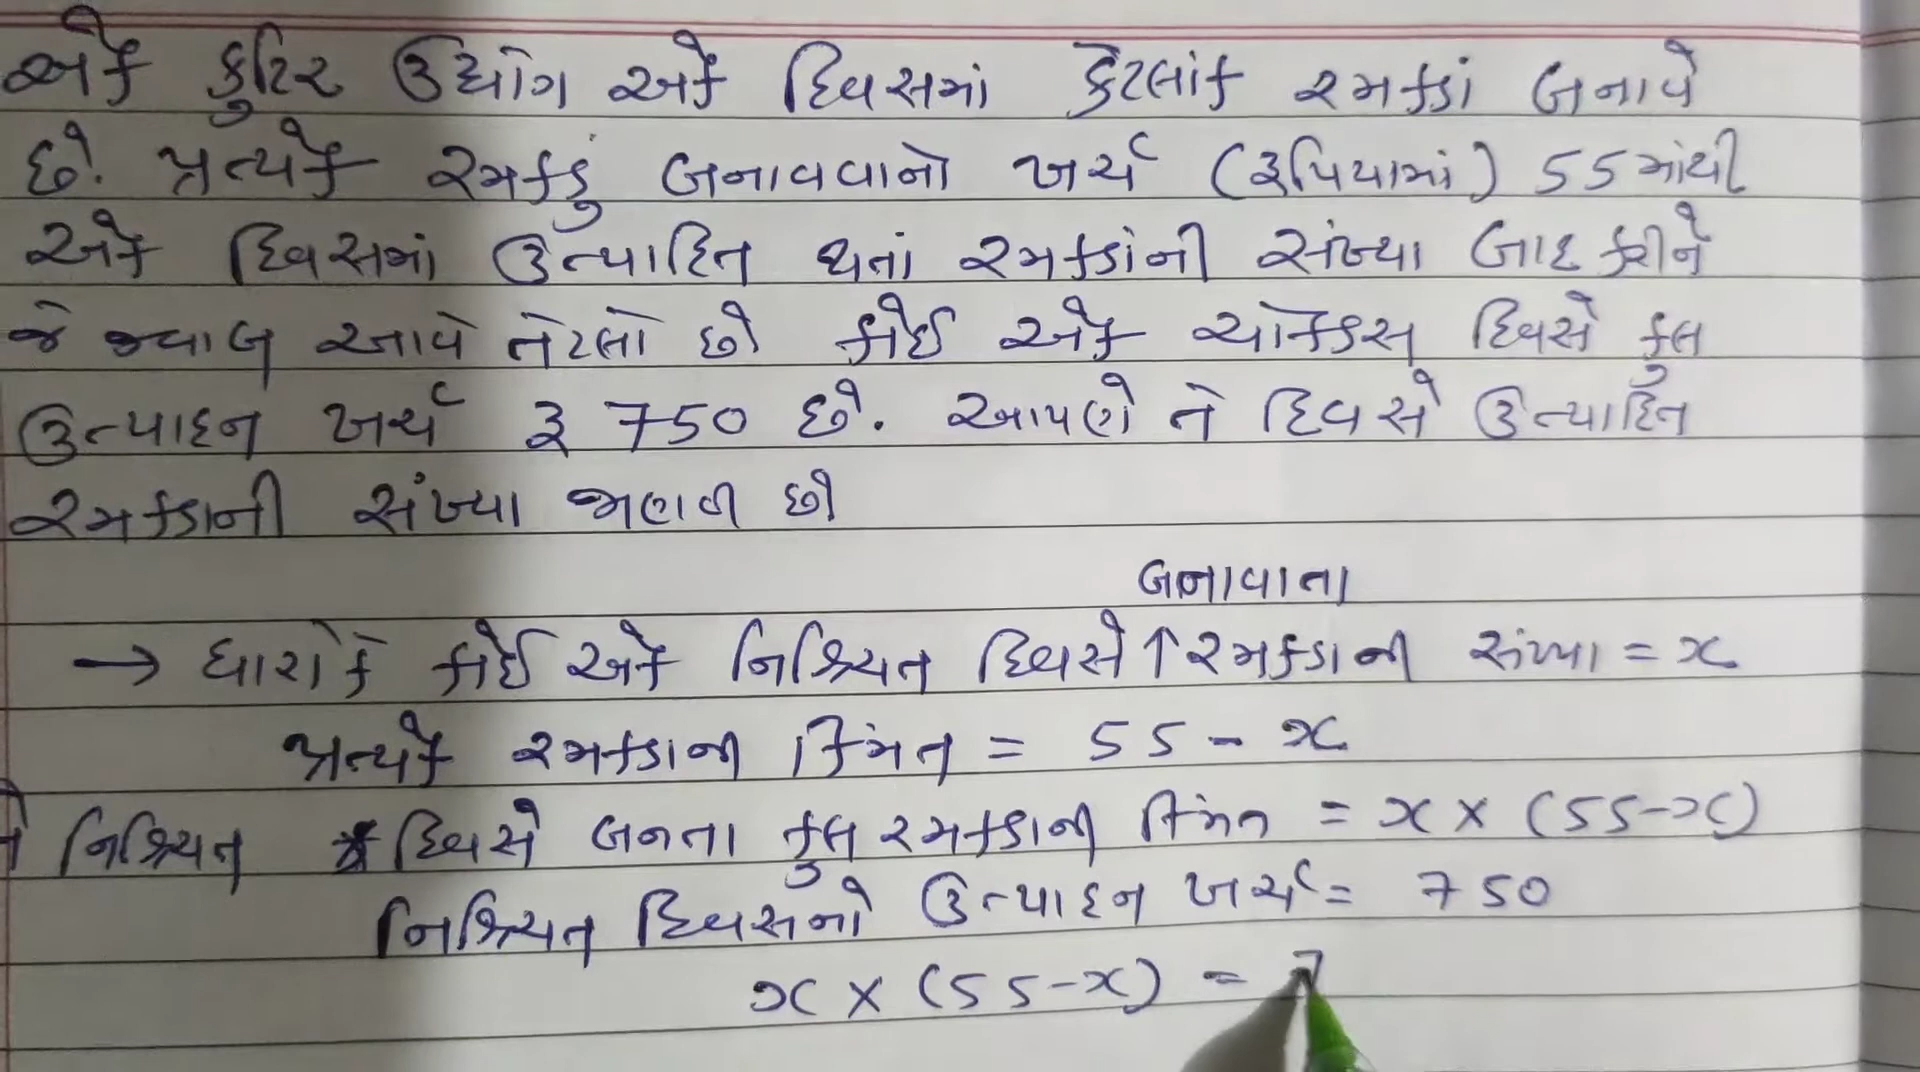 એક કુટિર ઉદ્યોગ એક દિવસમાં કેટલાંક રમકડાં બનાવે
છે. પ્રત્યેક રમકડું બનાવવાનો ખર્ચ (રૂપિયામાં) 55 માંથી
એક દિવસમાં ઉત્પાદિત થતાં રમકડાંની સંખ્યા બાદ કરીને
જે જવાબ આવે તેટલો છે કોઈ એક ચોક્કસ દિવસે કુલ
ઉત્પાદન ખર્ચ રૂ 750 છે. આપણે તે દિવસે ઉત્પાદિત
રમકડાની સંખ્યા જાણવી છે
બનાવાતા
→ ધારોકે કોઈ એક નિશ્ચિત દિવસે ↑ રમકડાની સંખ્યા = x
પ્રત્યેક રમકડાની કિંમત = 55 - x
તે નિશ્ચિત દિવસે બનતા કુલ રમકડાની કિંમત = x × (55-x)
નિશ્ચિત દિવસનો ઉત્પાદન ખર્ચ = 750
x × (55-x) = 7